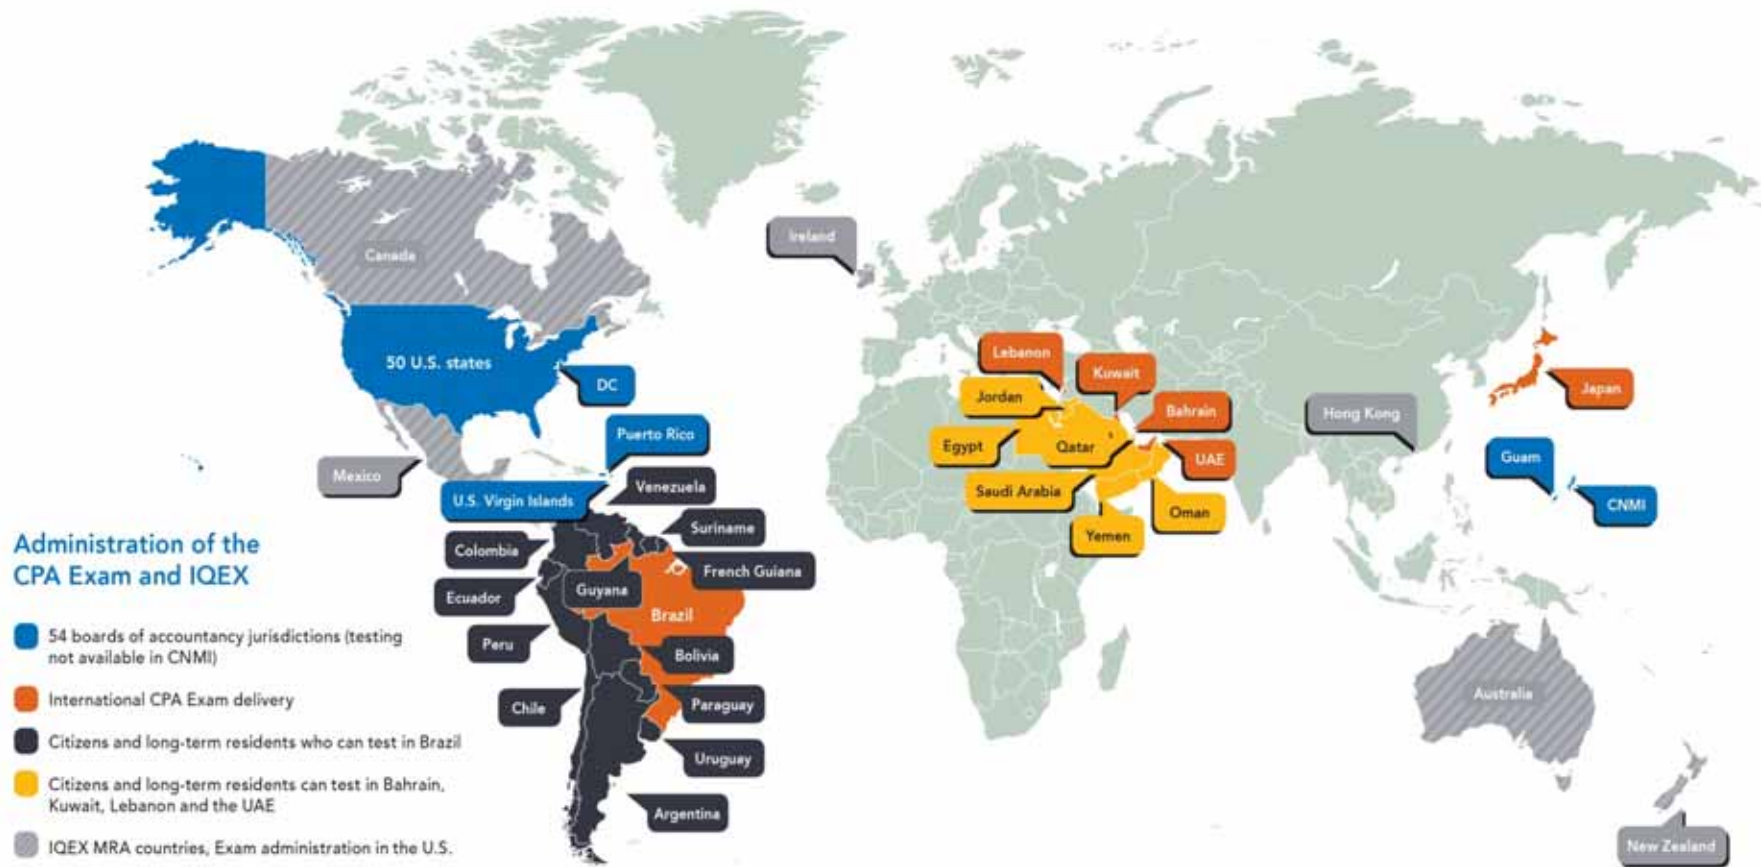 Canada
50 U.S. states
DC
Puerto Rico
Mexico
U.S. Virgin Islands
Venezuela
Suriname
Colombia
French Guiana
Guyana
Ecuador
Brazil
Peru
Bolivia
Chile
Paraguay
Uruguay
Argentina
Ireland
Lebanon
Kuwait
Jordan
Bahrain
Egypt
Qatar
UAE
Saudi Arabia
Oman
Yemen
Japan
Hong Kong
Guam
CNMI
Australia
New Zealand
Administration of the
CPA Exam and IQEX
54 boards of accountancy jurisdictions (testing
not available in CNMI)
International CPA Exam delivery
Citizens and long-term residents who can test in Brazil
Citizens and long-term residents can test in Bahrain,
Kuwait, Lebanon and the UAE
IQEX MRA countries, Exam administration in the U.S.